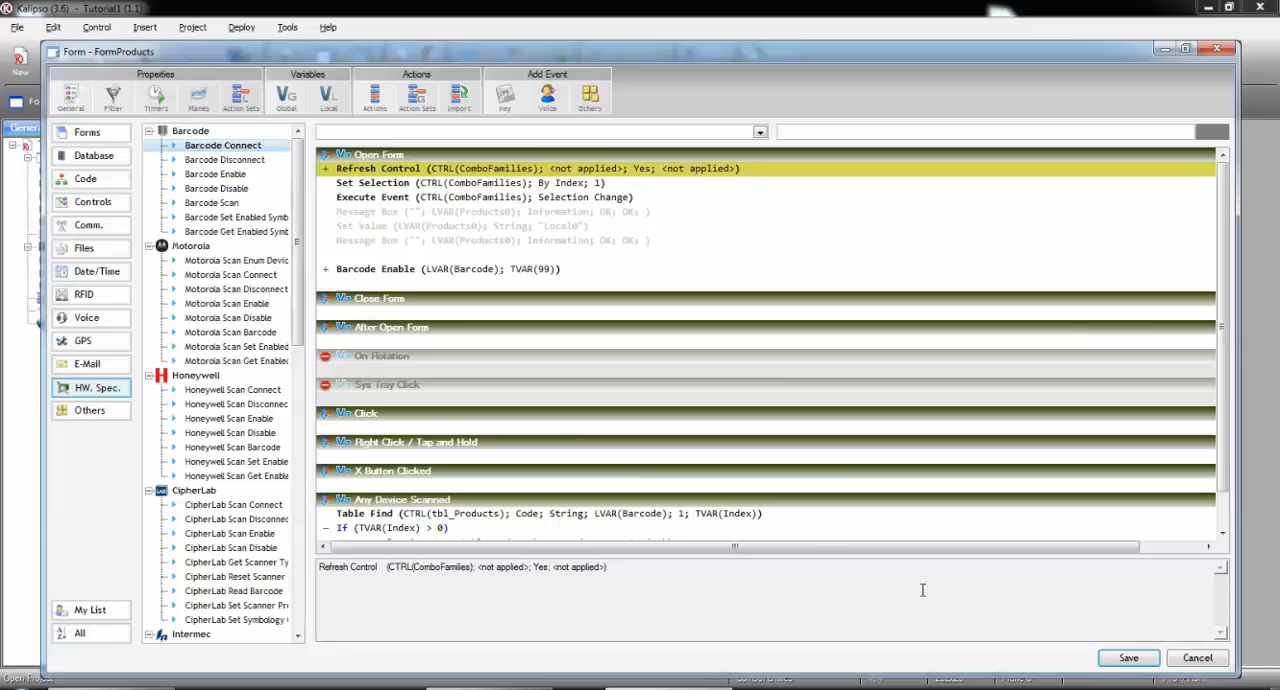 Kalipso (3.6) - Tutorial1 (1.1)
File Edit Control Insert Project Deploy Tools Help
Form - FormProducts
New
Properties Variables Actions Add Event
General Filter Timers Planes Action Sets Global Local Actions Action Sets Import Key Voice Others
Forms
Database
Code
Controls
Comm.
Files
Date/Time
RFID
Voice
GPS
E-Mail
HW. Spec.
Others
My List
All
Barcode
Barcode Connect
Barcode Disconnect
Barcode Enable
Barcode Disable
Barcode Scan
Barcode Set Enabled Symb
Barcode Get Enabled Symb
Motorola
Motorola Scan Enum Devic
Motorola Scan Connect
Motorola Scan Disconnect
Motorola Scan Enable
Motorola Scan Disable
Motorola Scan Barcode
Motorola Scan Set Enabled
Motorola Scan Get Enabled
Honeywell
Honeywell Scan Connect
Honeywell Scan Disconnec
Honeywell Scan Enable
Honeywell Scan Disable
Honeywell Scan Barcode
Honeywell Scan Set Enable
Honeywell Scan Get Enable
CipherLab
CipherLab Scan Connect
CipherLab Scan Disconnec
CipherLab Scan Enable
CipherLab Scan Disable
CipherLab Get Scanner Ty
CipherLab Reset Scanner
CipherLab Read Barcode
CipherLab Set Scanner Pr
CipherLab Set Symbology
Intermec
Open Form
+ Refresh Control (CTRL(ComboFamilies); <not applied>; Yes; <not applied>)
Set Selection (CTRL(ComboFamilies); By Index; 1)
Execute Event (CTRL(ComboFamilies); Selection Change)
Message Box (""; LVAR(Products0); Information; OK; OK; )
Set Value (LVAR(Products0); String; "Local0")
Message Box (""; LVAR(Products0); Information; OK; OK; )
+ Barcode Enable (LVAR(Barcode); TVAR(99))
Close Form
After Open Form
On Rotation
Sys Tray Click
Click
Right Click / Tap and Hold
X Button Clicked
Any Device Scanned
Table Find (CTRL(tbl_Products); Code; String; LVAR(Barcode); 1; TVAR(Index))
− If (TVAR(Index) > 0)
Refresh Control (CTRL(ComboFamilies); <not applied>; Yes; <not applied>)
Save Cancel